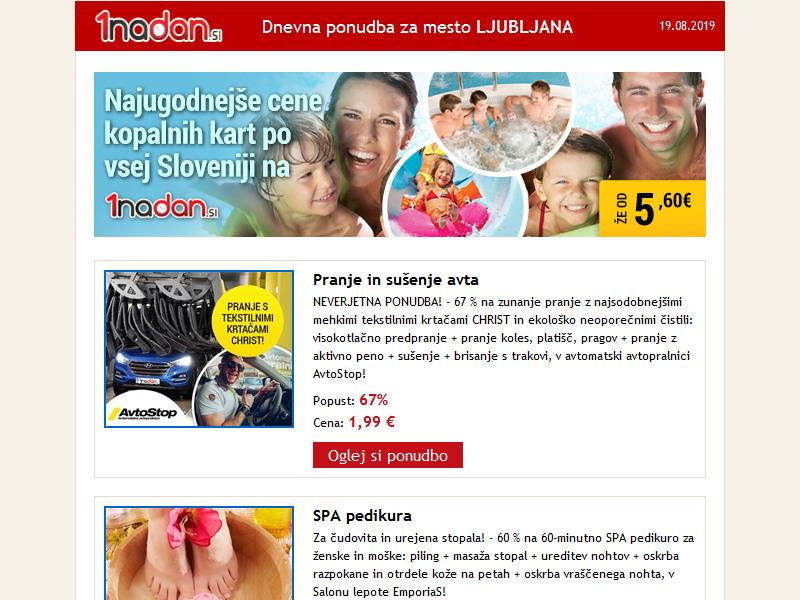 1nadan.SI
Dnevna ponudba za mesto LJUBLJANA
19.08.2019
Najugodnejše cene
kopalnih kart po
vsej Sloveniji na
1nadan.SI
ŽE OD 5,60€
PRANJE S
TEKSTILNIMI
KRTAČAMI
CHRIST!
AvtoStop
Pranje in sušenje avta
NEVERJETNA PONUDBA! - 67 % na zunanje pranje z najsodobnejšimi
mehkimi tekstilnimi krtačami CHRIST in ekološko neoporečnimi čistili:
visokotlačno predpranje + pranje koles, platišč, pragov + pranje z
aktivno peno + sušenje + brisanje s trakovi, v avtomatski avtopralnici
AvtoStop!
Popust: 67%
Cena: 1,99 €
Oglej si ponudbo
SPA pedikura
Za čudovita in urejena stopala! - 60 % na 60-minutno SPA pedikuro za
ženske in moške: piling + masaža stopal + ureditev nohtov + oskrba
razpokane in otrdele kože na petah + oskrba vraščenega nohta, v
Salonu lepote EmporiaS!